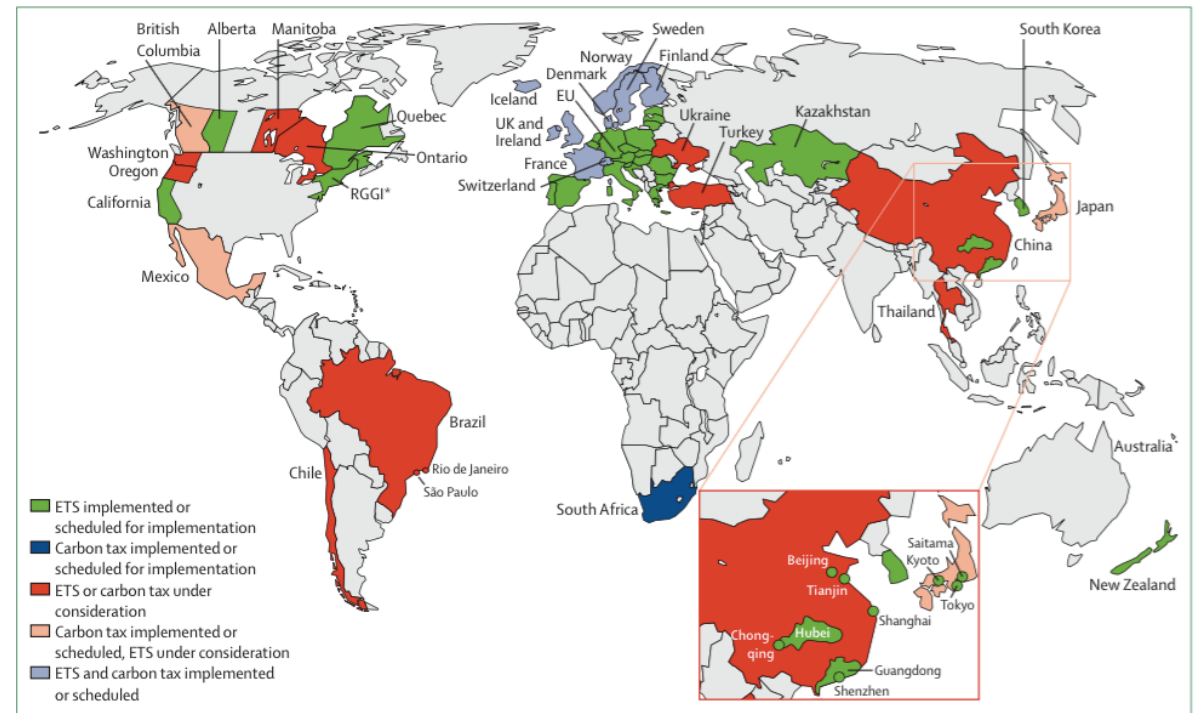 British
Columbia
Alberta
Manitoba
Sweden
South Korea
Norway
Finland
Denmark
EU
Iceland
UK and
Ireland
Ukraine
Kazakhstan
Quebec
Turkey
Washington
Oregon
Ontario
France
Switzerland
RGGI*
California
Japan
China
Mexico
Thailand
Brazil
Australia
Chile
Rio de Janeiro
São Paulo
South Africa
New Zealand
Saitama
Kyoto
Beijing
Tianjin
Tokyo
Shanghai
Chong-
qing
Hubei
Guangdong
Shenzhen
ETS implemented or
scheduled for implementation
Carbon tax implemented or
scheduled for implementation
ETS or carbon tax under
consideration
Carbon tax implemented or
scheduled, ETS under consideration
ETS and carbon tax implemented
or scheduled